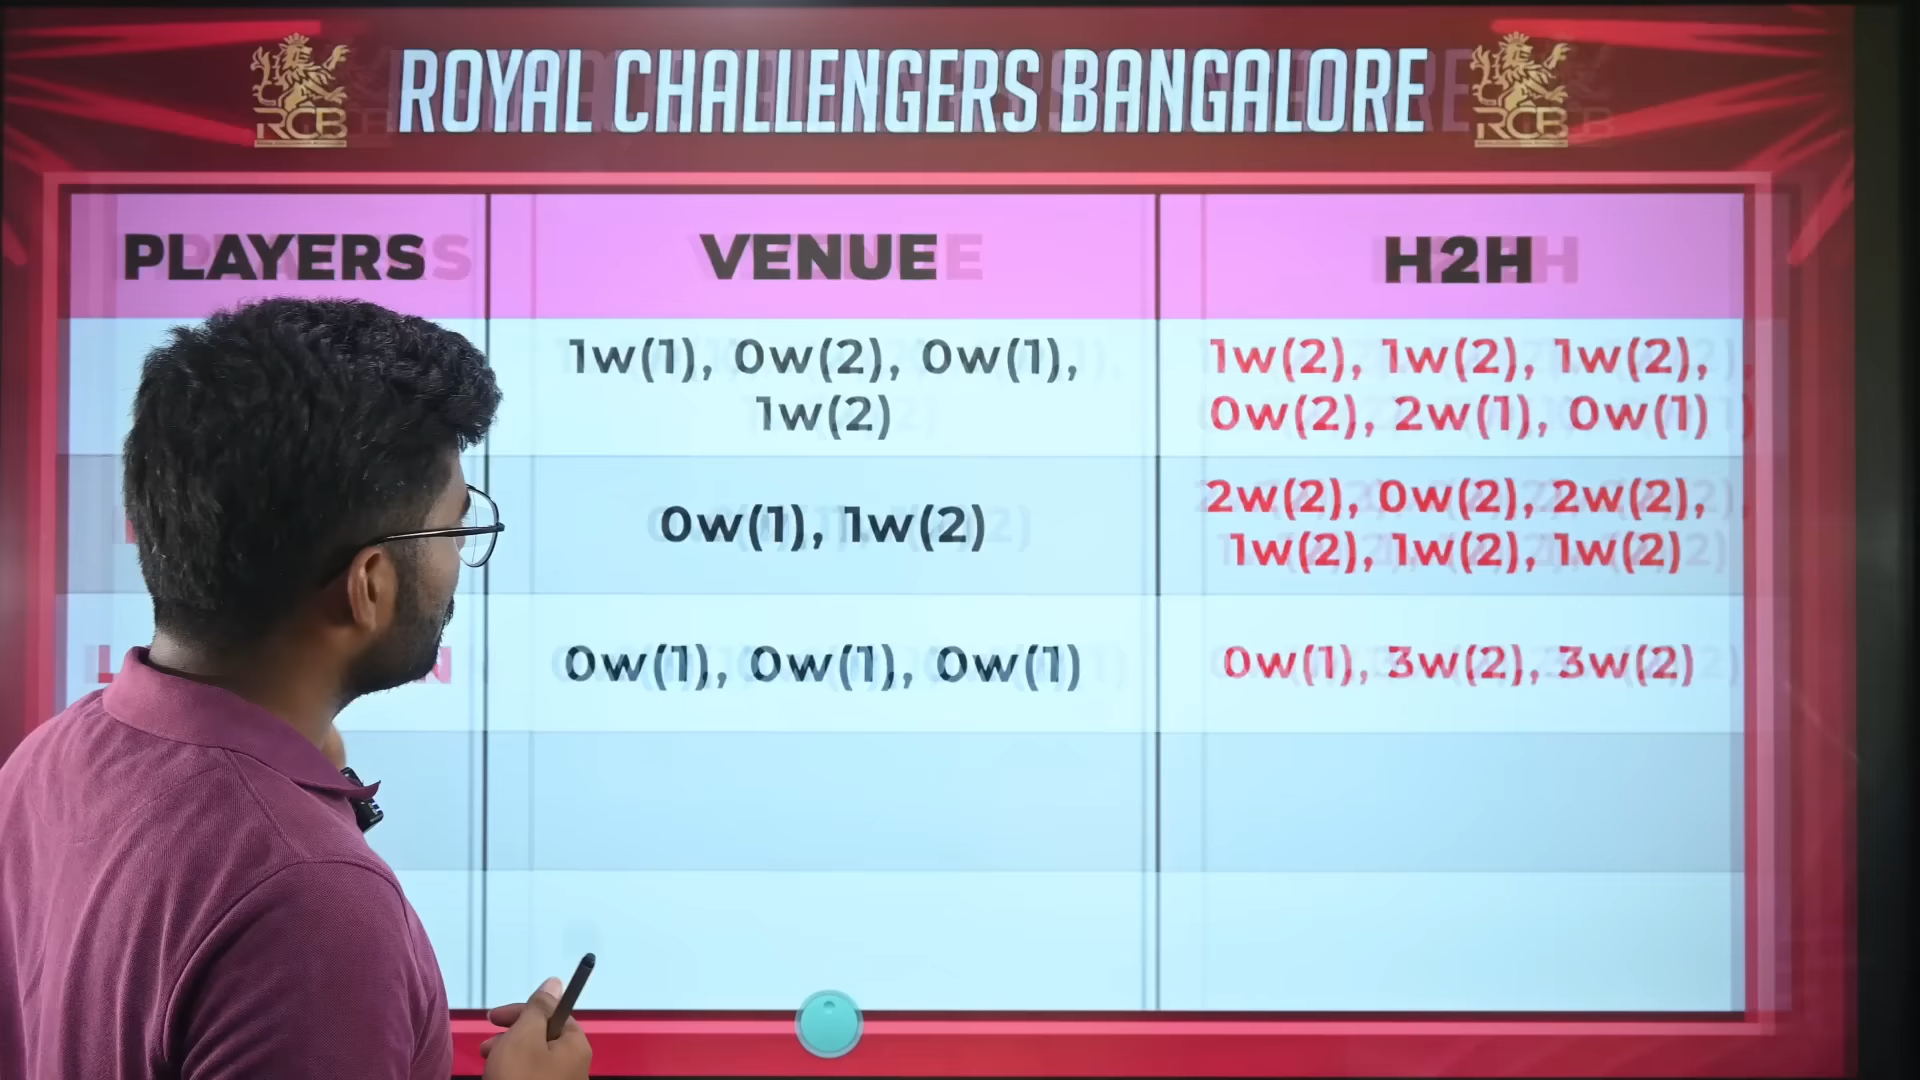 RCB ROYAL CHALLENGERS BANGALORE RCB
PLAYERS VENUE H2H
1w(1), 0w(2), 0w(1),
1w(2)
1w(2), 1w(2), 1w(2),
0w(2), 2w(1), 0w(1)
0w(1), 1w(2)
2w(2), 0w(2), 2w(2),
1w(2), 1w(2), 1w(2)
0w(1), 0w(1), 0w(1)
0w(1), 3w(2), 3w(2)